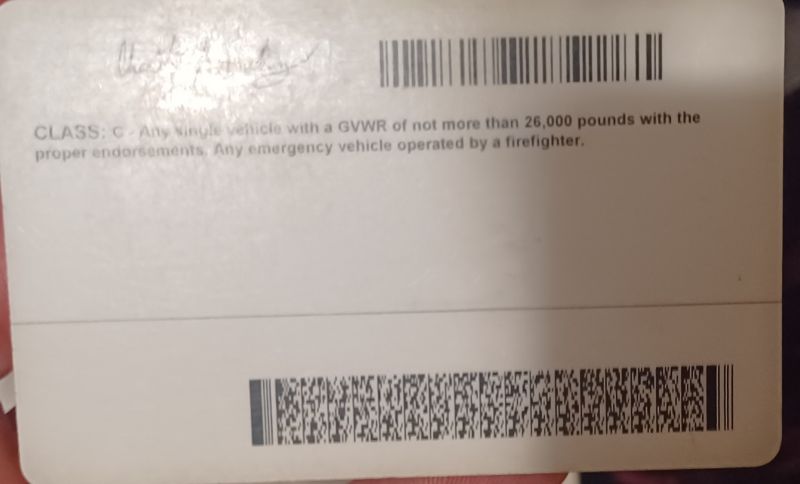 CLASS: C - Any single vehicle with a GVWR of not more than 26,000 pounds with the
proper endorsements. Any emergency vehicle operated by a firefighter.